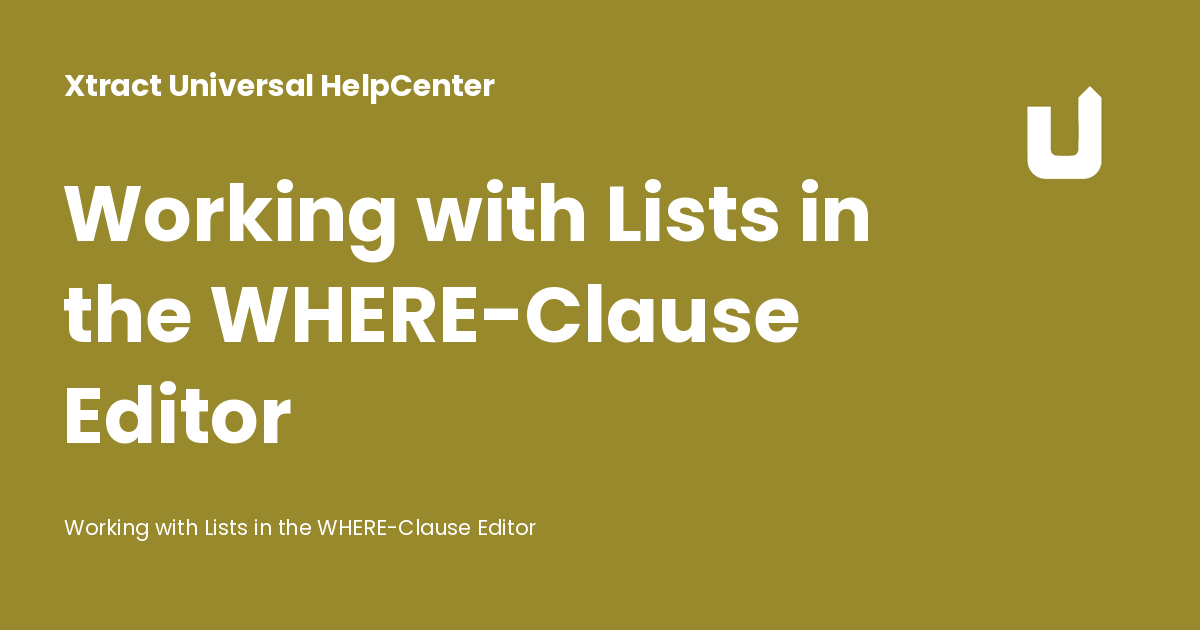 Xtract Universal HelpCenter
Working with Lists in
the WHERE-Clause
Editor
Working with Lists in the WHERE-Clause Editor